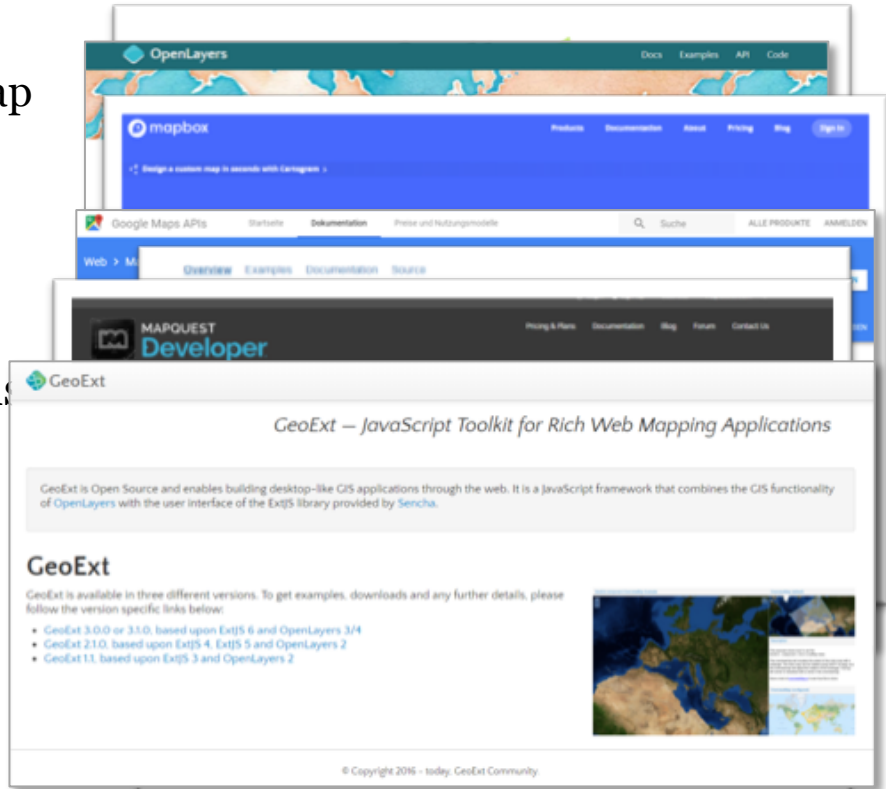 ap
OpenLayers Docs Examples API Code
mapbox Products Documentation About Pricing Blog Sign In
Design a custom map in seconds with Cartogram
Google Maps APIs Startseite Dokumentation Preise und Nutzungsmodelle Suche ALLE PRODUKTE ANMELDEN
Web > M
Overview Examples Documentation Source
MAPQUEST
Developer
Pricing & Plans Documentation Blog Forum Contact Us
GeoExt
GeoExt — JavaScript Toolkit for Rich Web Mapping Applications
GeoExt is Open Source and enables building desktop-like GIS applications through the web. It is a JavaScript framework that combines the GIS functionality
of OpenLayers with the user interface of the ExtJS library provided by Sencha.
GeoExt
GeoExt is available in three different versions. To get examples, downloads and any further details, please
follow the version specific links below:
• GeoExt 3.0.0 or 3.1.0, based upon ExtJS 6 and OpenLayers 3/4
• GeoExt 2.1.0, based upon ExtJS 4, ExtJS 5 and OpenLayers 2
• GeoExt 1.1, based upon ExtJS 3 and OpenLayers 2
© Copyright 2016 - today, GeoExt Community.